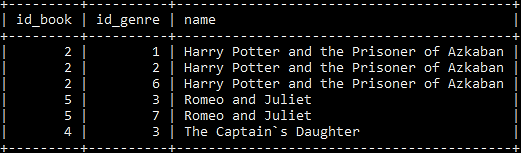 | id_book | id_genre | name |
| 2 | 1 | Harry Potter and the Prisoner of Azkaban |
| 2 | 2 | Harry Potter and the Prisoner of Azkaban |
| 2 | 6 | Harry Potter and the Prisoner of Azkaban |
| 5 | 3 | Romeo and Juliet |
| 5 | 7 | Romeo and Juliet |
| 4 | 3 | The Captain`s Daughter |